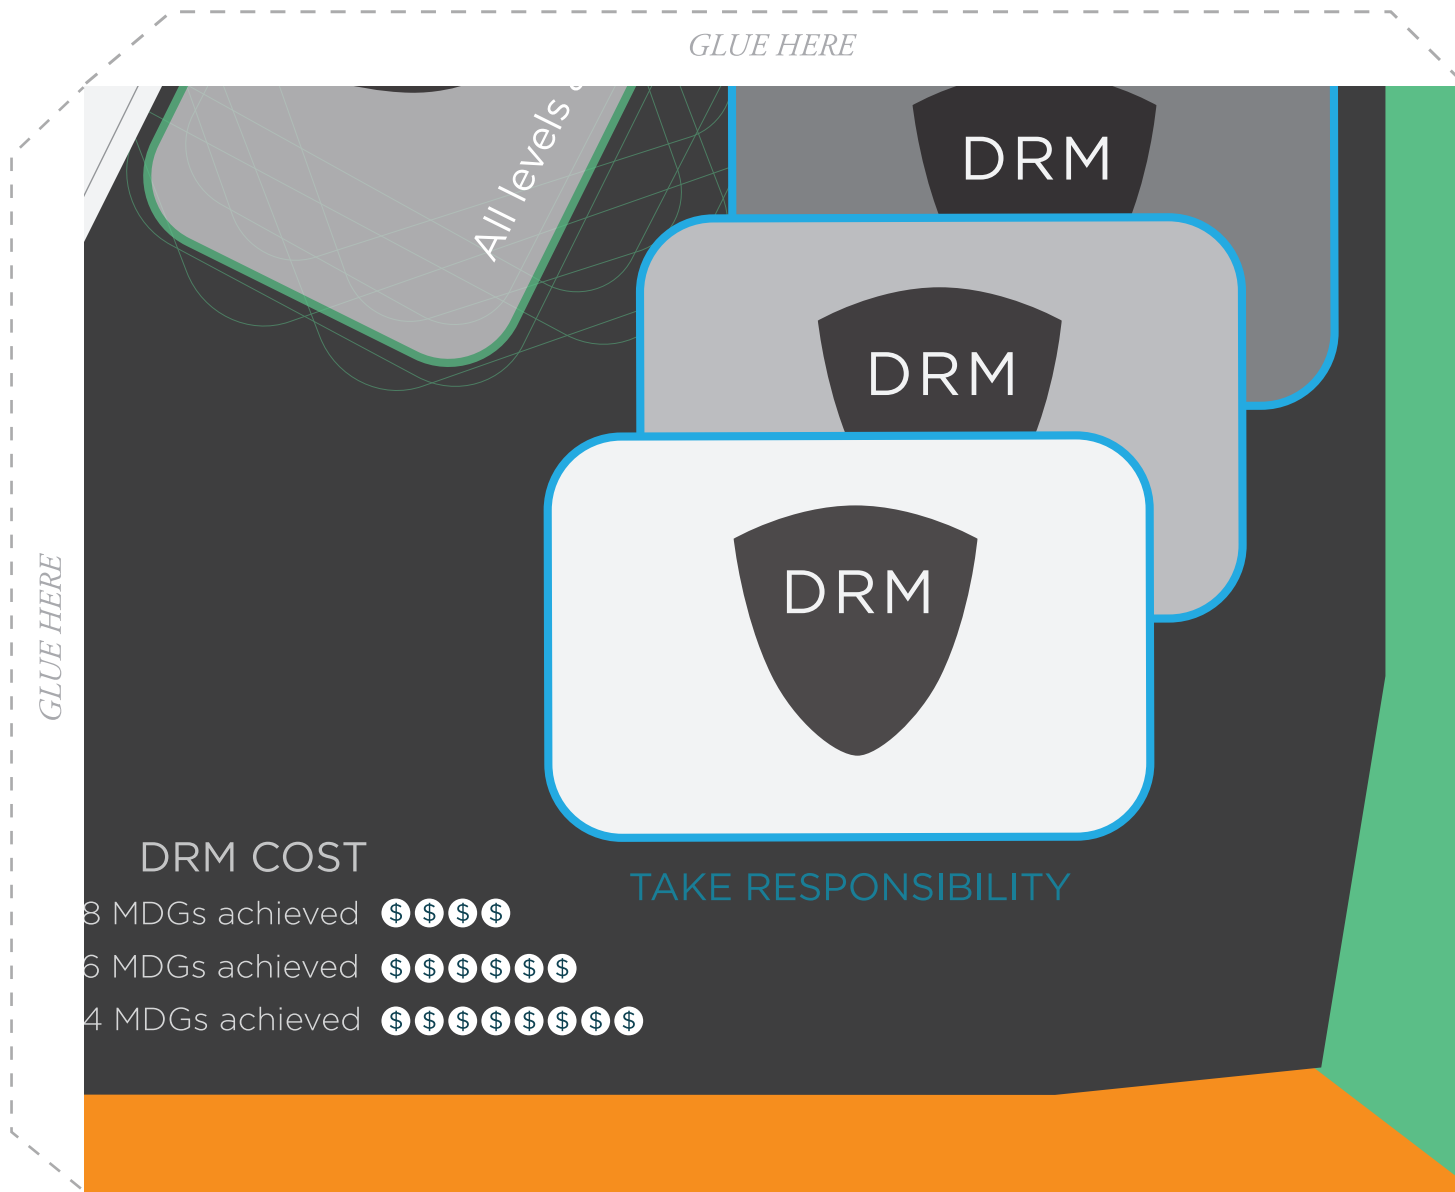 GLUE HERE
GLUE HERE
All levels
DRM
DRM
DRM
TAKE RESPONSIBILITY
DRM COST
8 MDGs achieved $ $ $ $
6 MDGs achieved $ $ $ $ $ $
4 MDGs achieved $ $ $ $ $ $ $ $